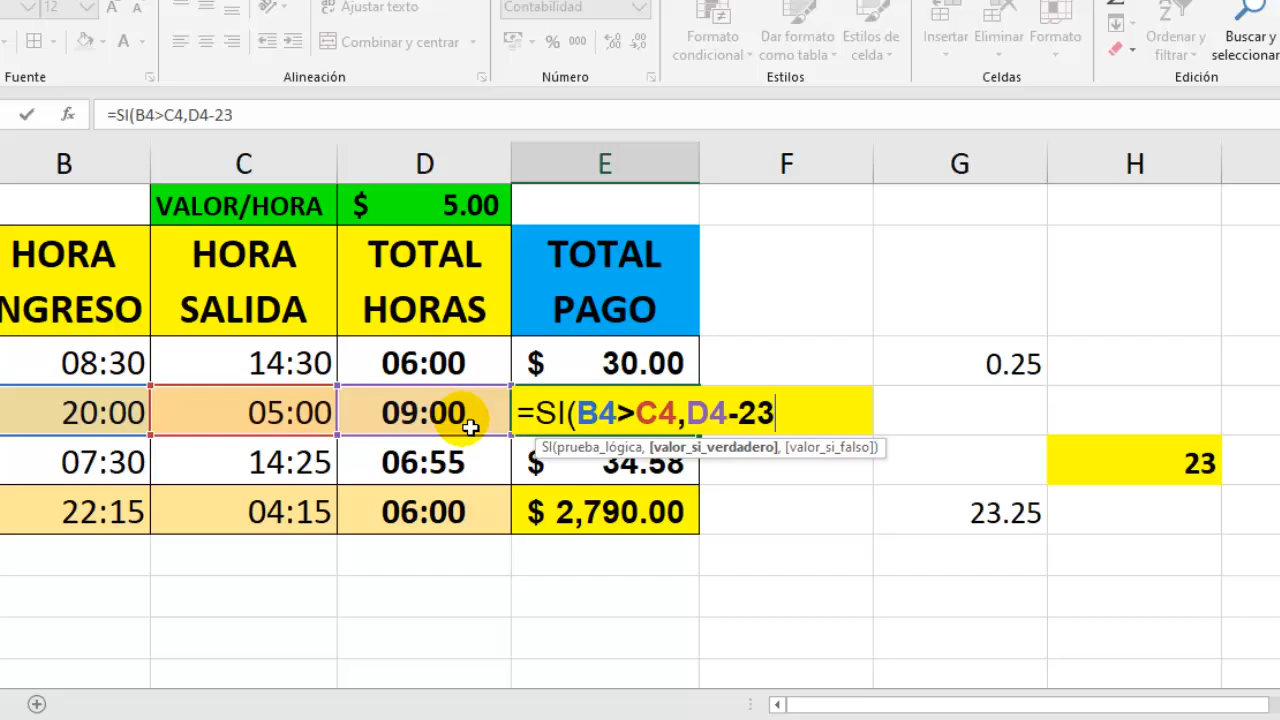 12 A A Ajustar texto Contabilidad
A Combinar y centrar % 000
Formato condicional
Dar formato como tabla
Estilos de celda
Insertar Eliminar Formato
Ordenar y filtrar
Buscar y seleccionar
Fuente Alineación Número Estilos Celdas Edición
fx =SI(B4>C4,D4-23
B C D E F G H
VALOR/HORA $ 5.00
HORA INGRESO
HORA SALIDA
TOTAL HORAS
TOTAL PAGO
08:30 14:30 06:00 $ 30.00 0.25
20:00 05:00 09:00 =SI(B4>C4,D4-23
SI(prueba_lógica, [valor_si_verdadero], [valor_si_falso])
07:30 14:25 06:55 $ 34.58 23
22:15 04:15 06:00 $ 2,790.00 23.25